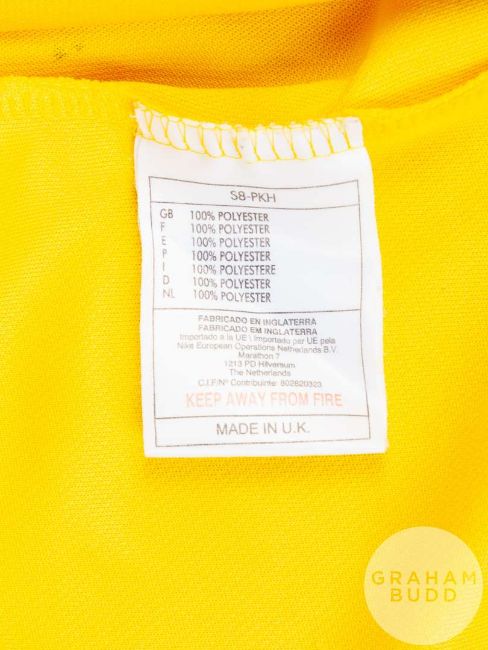 S8-PKH
GB 100% POLYESTER
F 100% POLYESTER
E 100% POLYESTER
P 100% POLYESTER
I 100% POLYESTERE
D 100% POLYESTER
NL 100% POLYESTER
FABRICADO EN INGLATERRA
FABRICADO EM INGLATERRA
Importado a la UE \ Importado par UE pela
Nike European Operations Netherlands B.V.
Marathon 7
1213 PD Hilversum
The Netherlands
C.I.F/Nº Contribuinte: 802820323
KEEP AWAY FROM FIRE
MADE IN U.K.
GRAHAM
BUDD